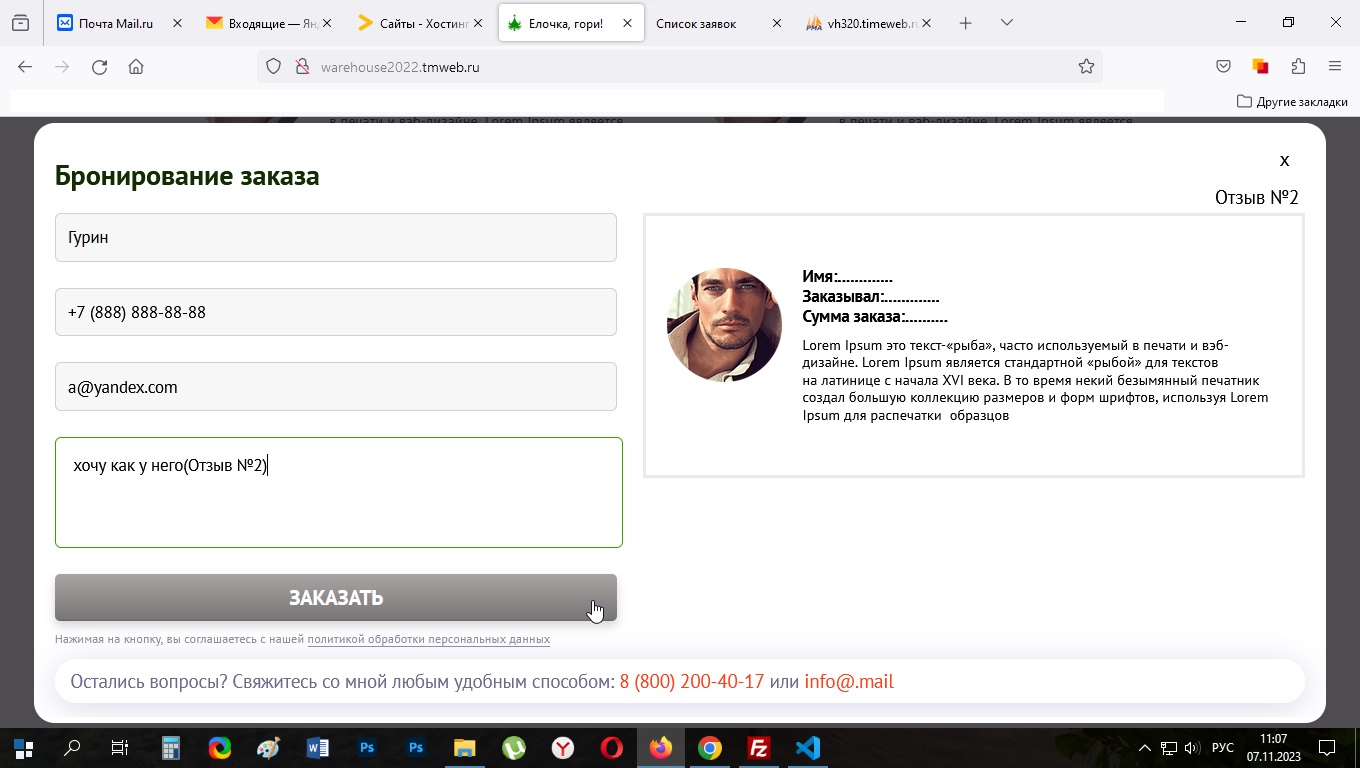 Почта Mail.ru
Входящие — Ян
Сайты - Хостинг
Елочка, гори!
Список заявок
PMA
vh320.timeweb.ru
warehouse2022.tmweb.ru
Другие закладки
в печати и вэб-дизайне. Lorem Ipsum является
в печати и вэб-дизайне. Lorem Ipsum является
x
Бронирование заказа
Отзыв №2
Гурин
+7 (888) 888-88-88
a@yandex.com
хочу как у него(Отзыв №2)
Имя:.............
Заказывал:.............
Сумма заказа:..........
Lorem Ipsum это текст-«рыба», часто используемый в печати и вэб-
дизайне. Lorem Ipsum является стандартной «рыбой» для текстов
на латинице с начала XVI века. В то время некий безымянный печатник
создал большую коллекцию размеров и форм шрифтов, используя Lorem
Ipsum для распечатки образцов
ЗАКАЗАТЬ
Нажимая на кнопку, вы соглашаетесь с нашей политикой обработки персональных данных
Остались вопросы? Свяжитесь со мной любым удобным способом: 8 (800) 200-40-17 или info@.mail
W
Ps
Ps
Y
Fz
РУС
11:07
07.11.2023